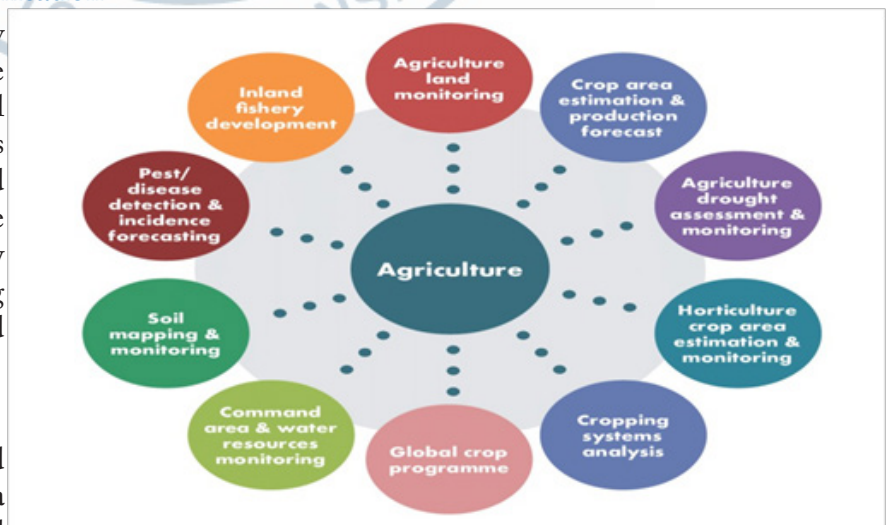 Agriculture
land
monitoring
Crop area
estimation &
production
forecast
Agriculture
drought
assessment &
monitoring
Horticulture
crop area
estimation &
monitoring
Cropping
systems
analysis
Global crop
programme
Command
area & water
resources
monitoring
Soil
mapping &
monitoring
Pest/
disease
detection &
incidence
forecasting
Inland
fishery
development
Agriculture